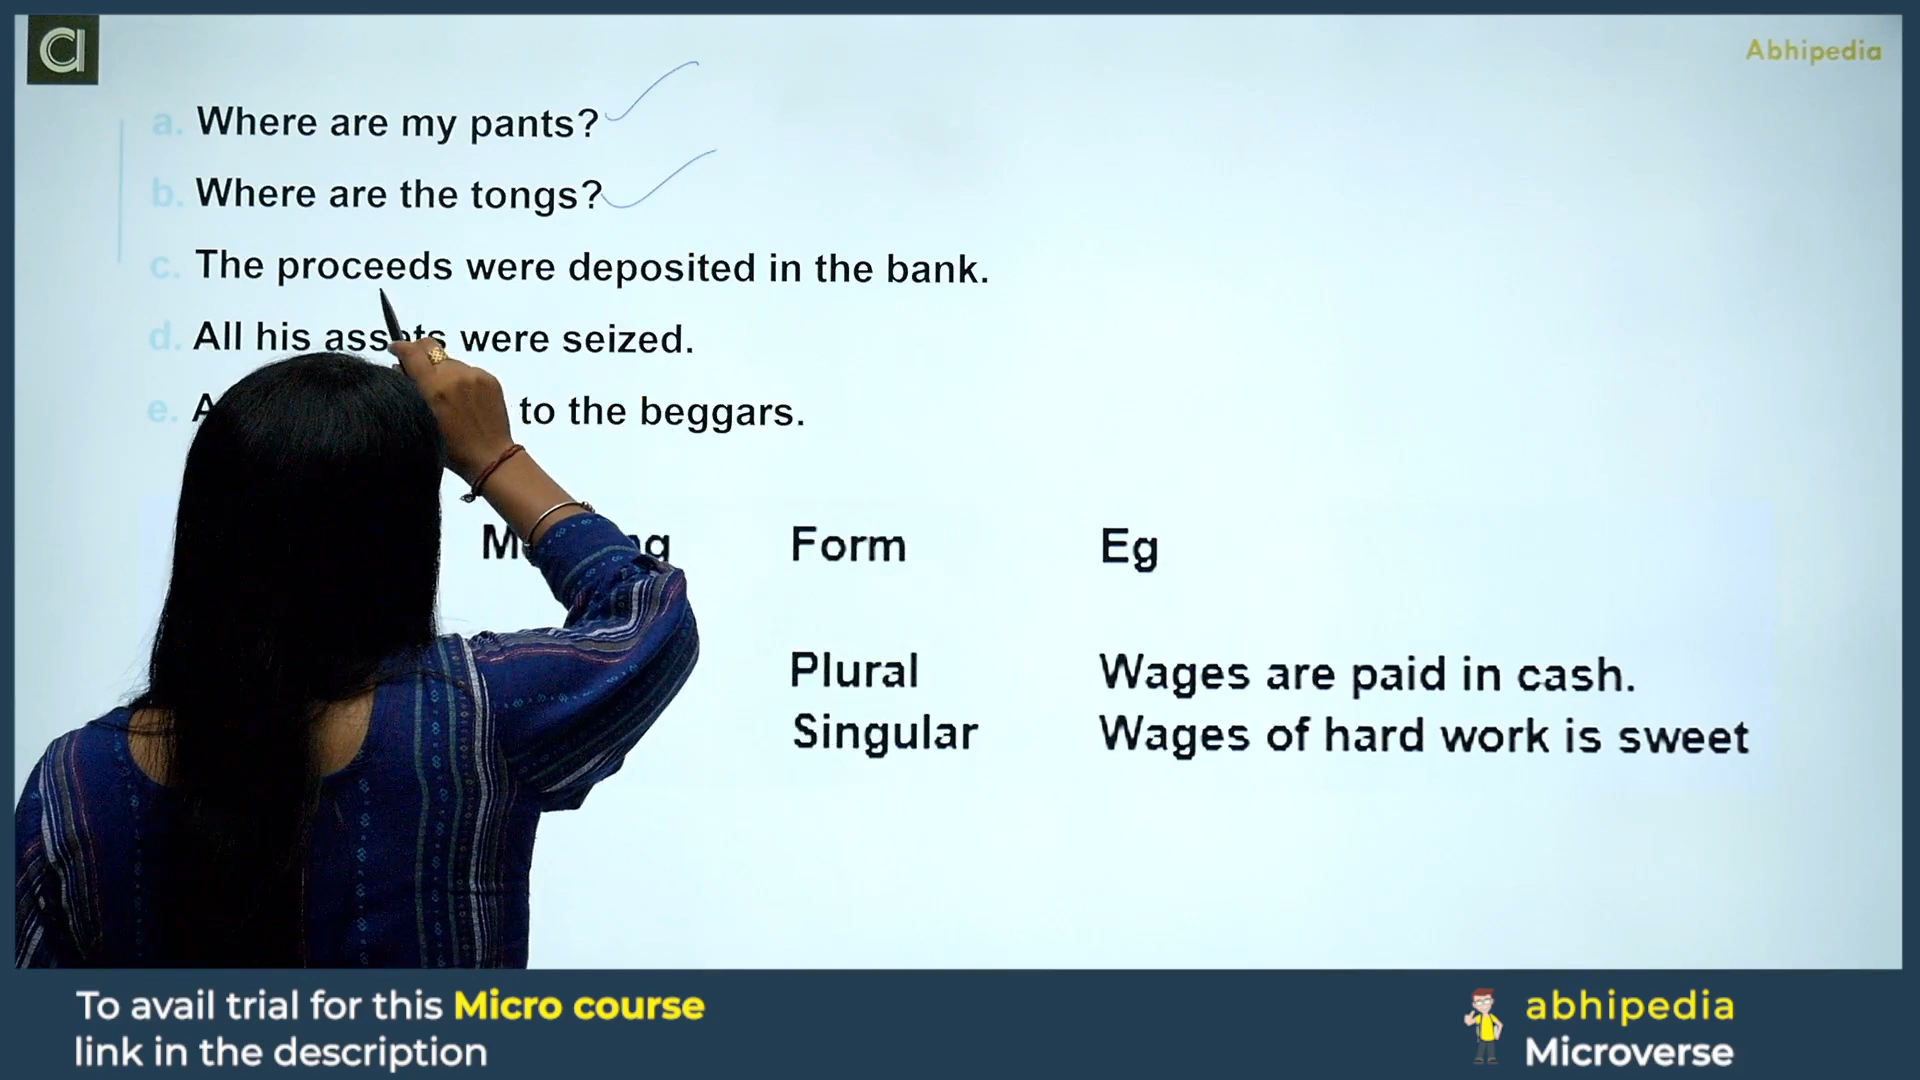 Abhipedia
a. Where are my pants?
b. Where are the tongs?
c. The proceeds were deposited in the bank.
d. All his assets were seized.
e. to the beggars.
Form Eg
Plural Wages are paid in cash.
Singular Wages of hard work is sweet
To avail trial for this Micro course
link in the description
abhipedia
Microverse